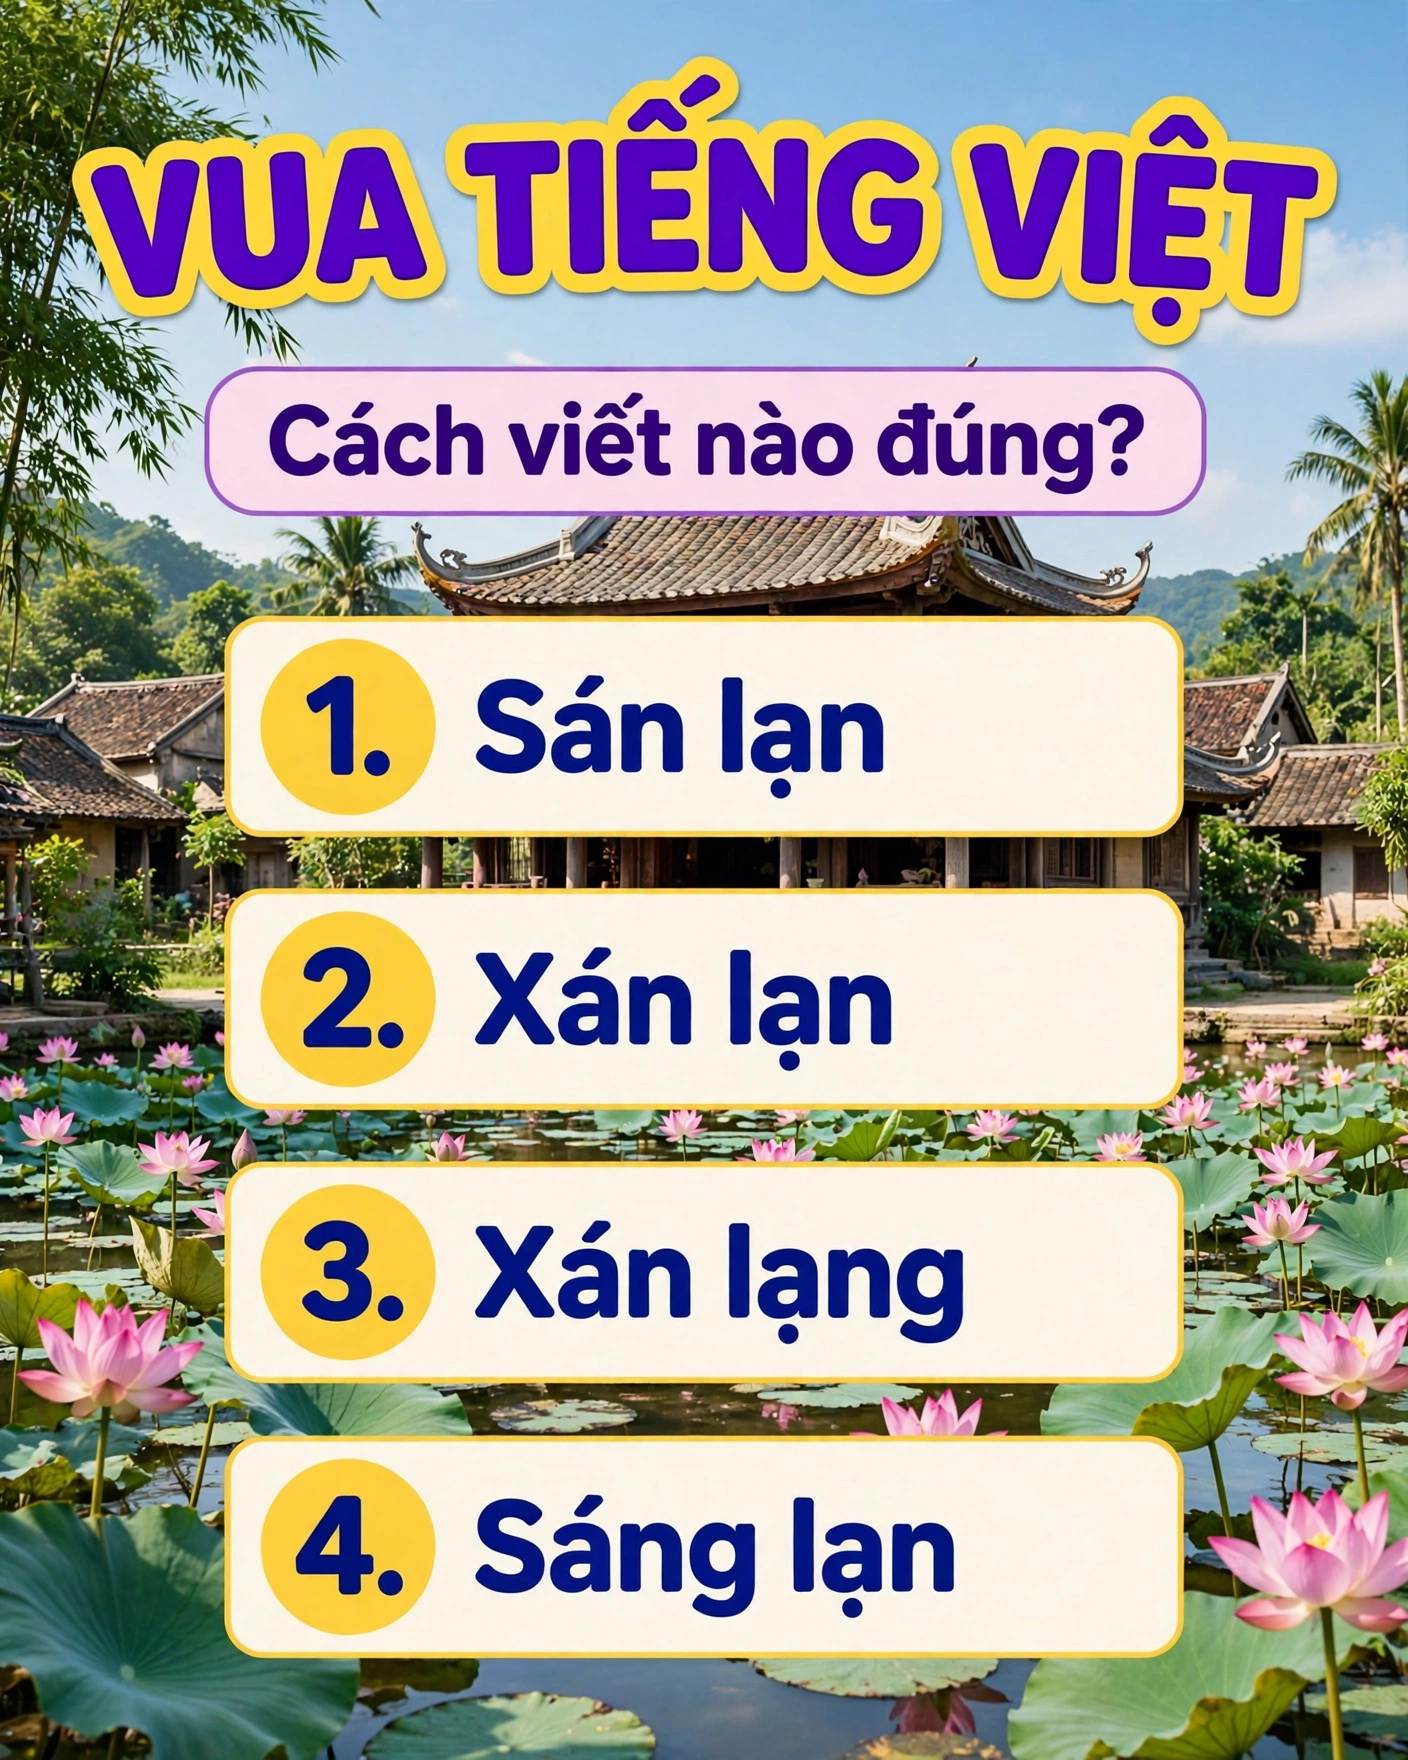 VUA TIẾNG VIỆT
Cách viết nào đúng?
1. Sán lạn
2. Xán lạn
3. Xán lạng
4. Sáng lạn